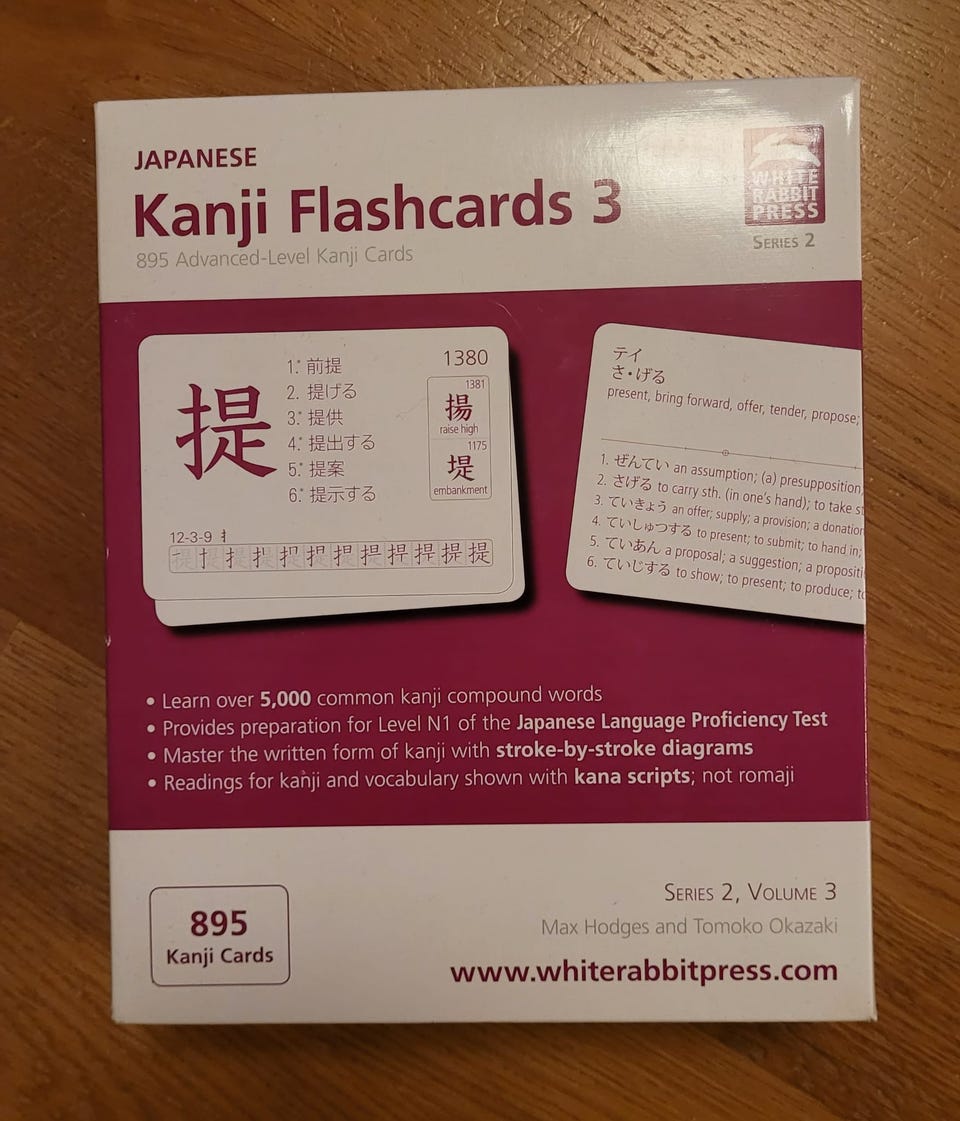 JAPANESE
Kanji Flashcards 3
895 Advanced-Level Kanji Cards
WHITE
RABBIT
PRESS
SERIES 2
提
1.* 前提
2. 提げる
3.* 提供
4.* 提出する
5.* 提案
6.* 提示する
1380
1381
揚
raise high
1175
堤
embankment
12-3-9 扌
提
テイ
さ・げる
present, bring forward, offer, tender, propose;
1. ぜんてい an assumption; (a) presupposition,
2. さげる to carry sth. (in one's hand); to take
3. ていきょう an offer; supply; a provision; a donation
4. ていしゅつする to present; to submit; to hand in;
5. ていあん a proposal; a suggestion; a
6. ていじする to show; to present; to produce;
• Learn over 5,000 common kanji compound words
• Provides preparation for Level N1 of the Japanese Language Proficiency Test
• Master the written form of kanji with stroke-by-stroke diagrams
• Readings for kanji and vocabulary shown with kana scripts; not romaji
895
Kanji Cards
SERIES 2, VOLUME 3
Max Hodges and Tomoko Okazaki
www.whiterabbitpress.com